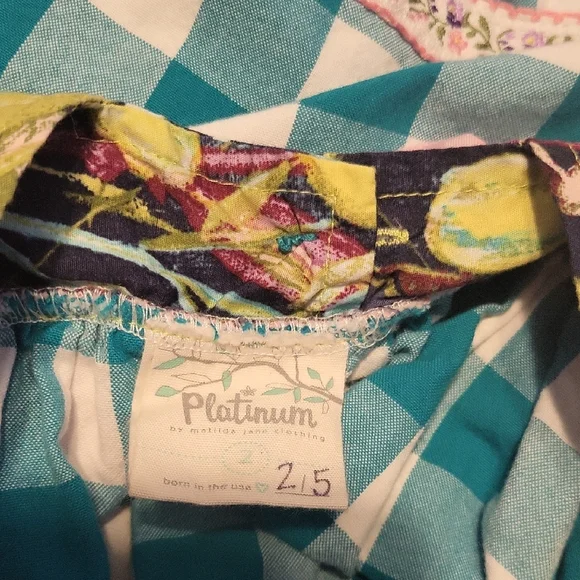 Platinum
by matilda jane clothing
2
born in the usa
2/5